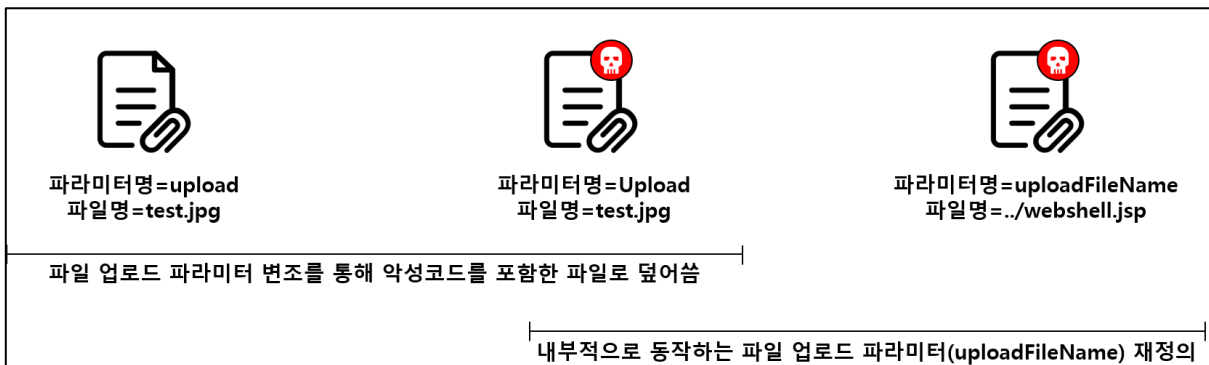 파라미터명=upload
파일명=test.jpg
파라미터명=Upload
파일명=test.jpg
파라미터명=uploadFileName
파일명=../webshell.jsp
파일 업로드 파라미터 변조를 통해 악성코드를 포함한 파일로 덮어씀
내부적으로 동작하는 파일 업로드 파라미터(uploadFileName) 재정의